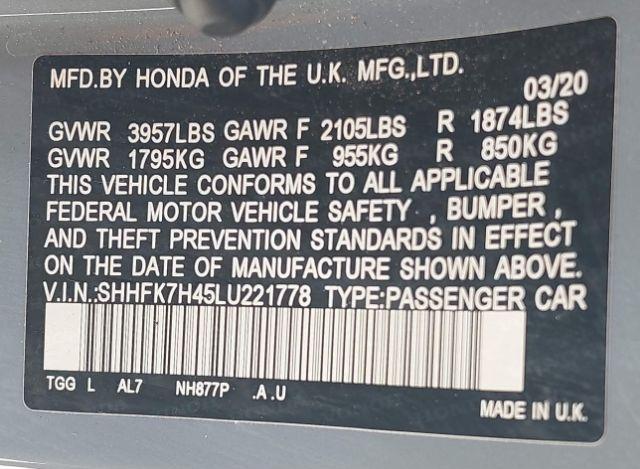 MFD.BY HONDA OF THE U.K. MFG.,LTD. 03/20
GVWR 3957LBS GAWR F 2105LBS R 1874LBS
GVWR 1795KG GAWR F 955KG R 850KG
THIS VEHICLE CONFORMS TO ALL APPLICABLE
FEDERAL MOTOR VEHICLE SAFETY , BUMPER ,
AND THEFT PREVENTION STANDARDS IN EFFECT
ON THE DATE OF MANUFACTURE SHOWN ABOVE.
V.I.N.:SHHFK7H45LU221778 TYPE:PASSENGER CAR
TGG L AL7 NH877P .A .U
MADE IN U.K.